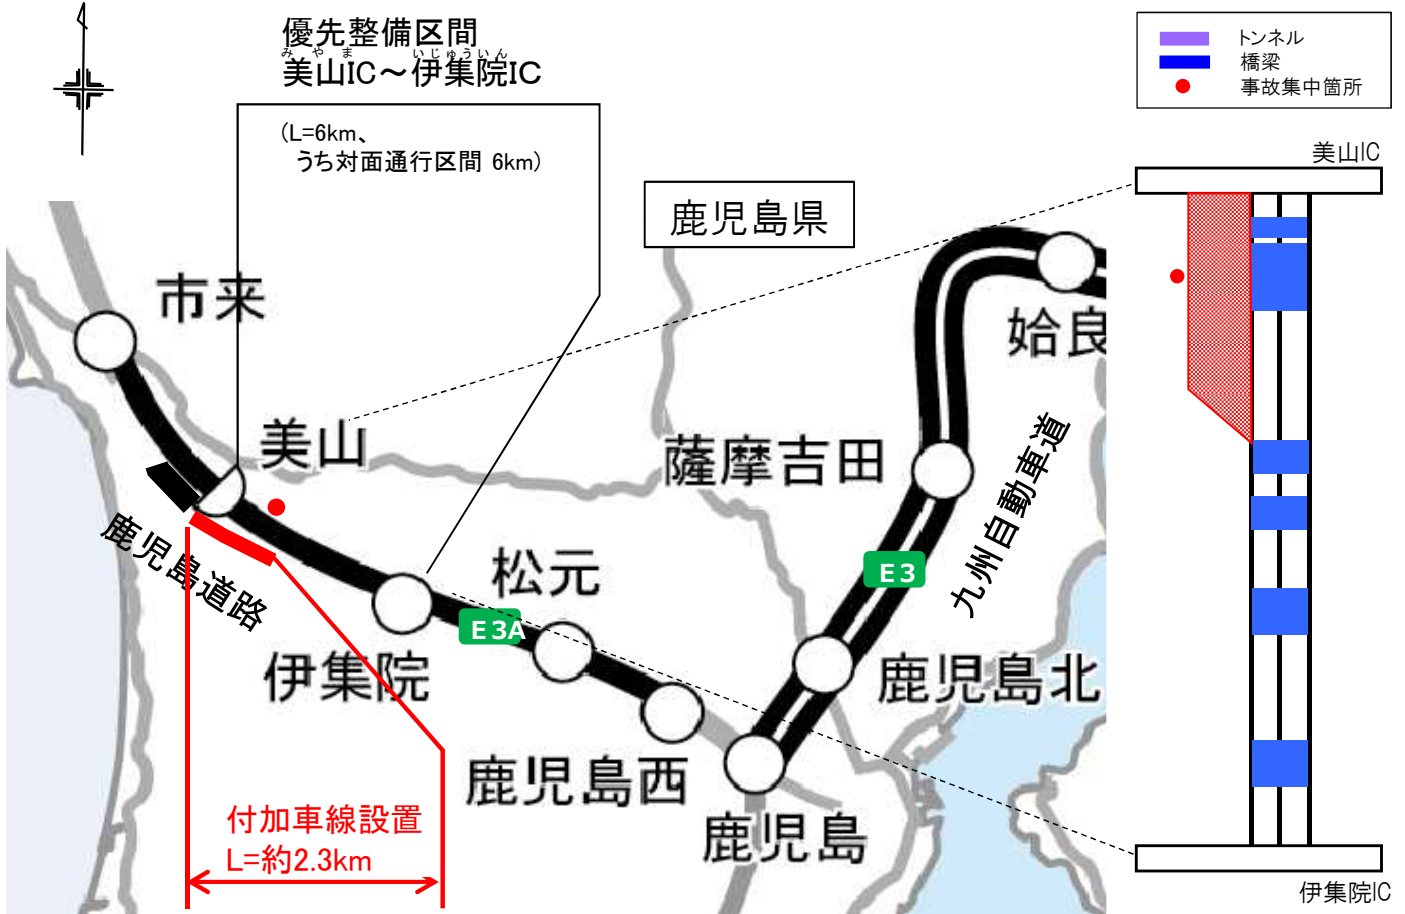 優先整備区間
みやま いじゅういん
美山IC～伊集院IC
(L=6km、
うち対面通行区間 6km)
トンネル
橋梁
事故集中箇所
美山IC
鹿児島県
市来
姶良
美山
薩摩吉田
九州自動車道
鹿児島道路
松元
E3
E3A
伊集院
鹿児島北
鹿児島西
鹿児島
付加車線設置
L=約2.3km
伊集院IC